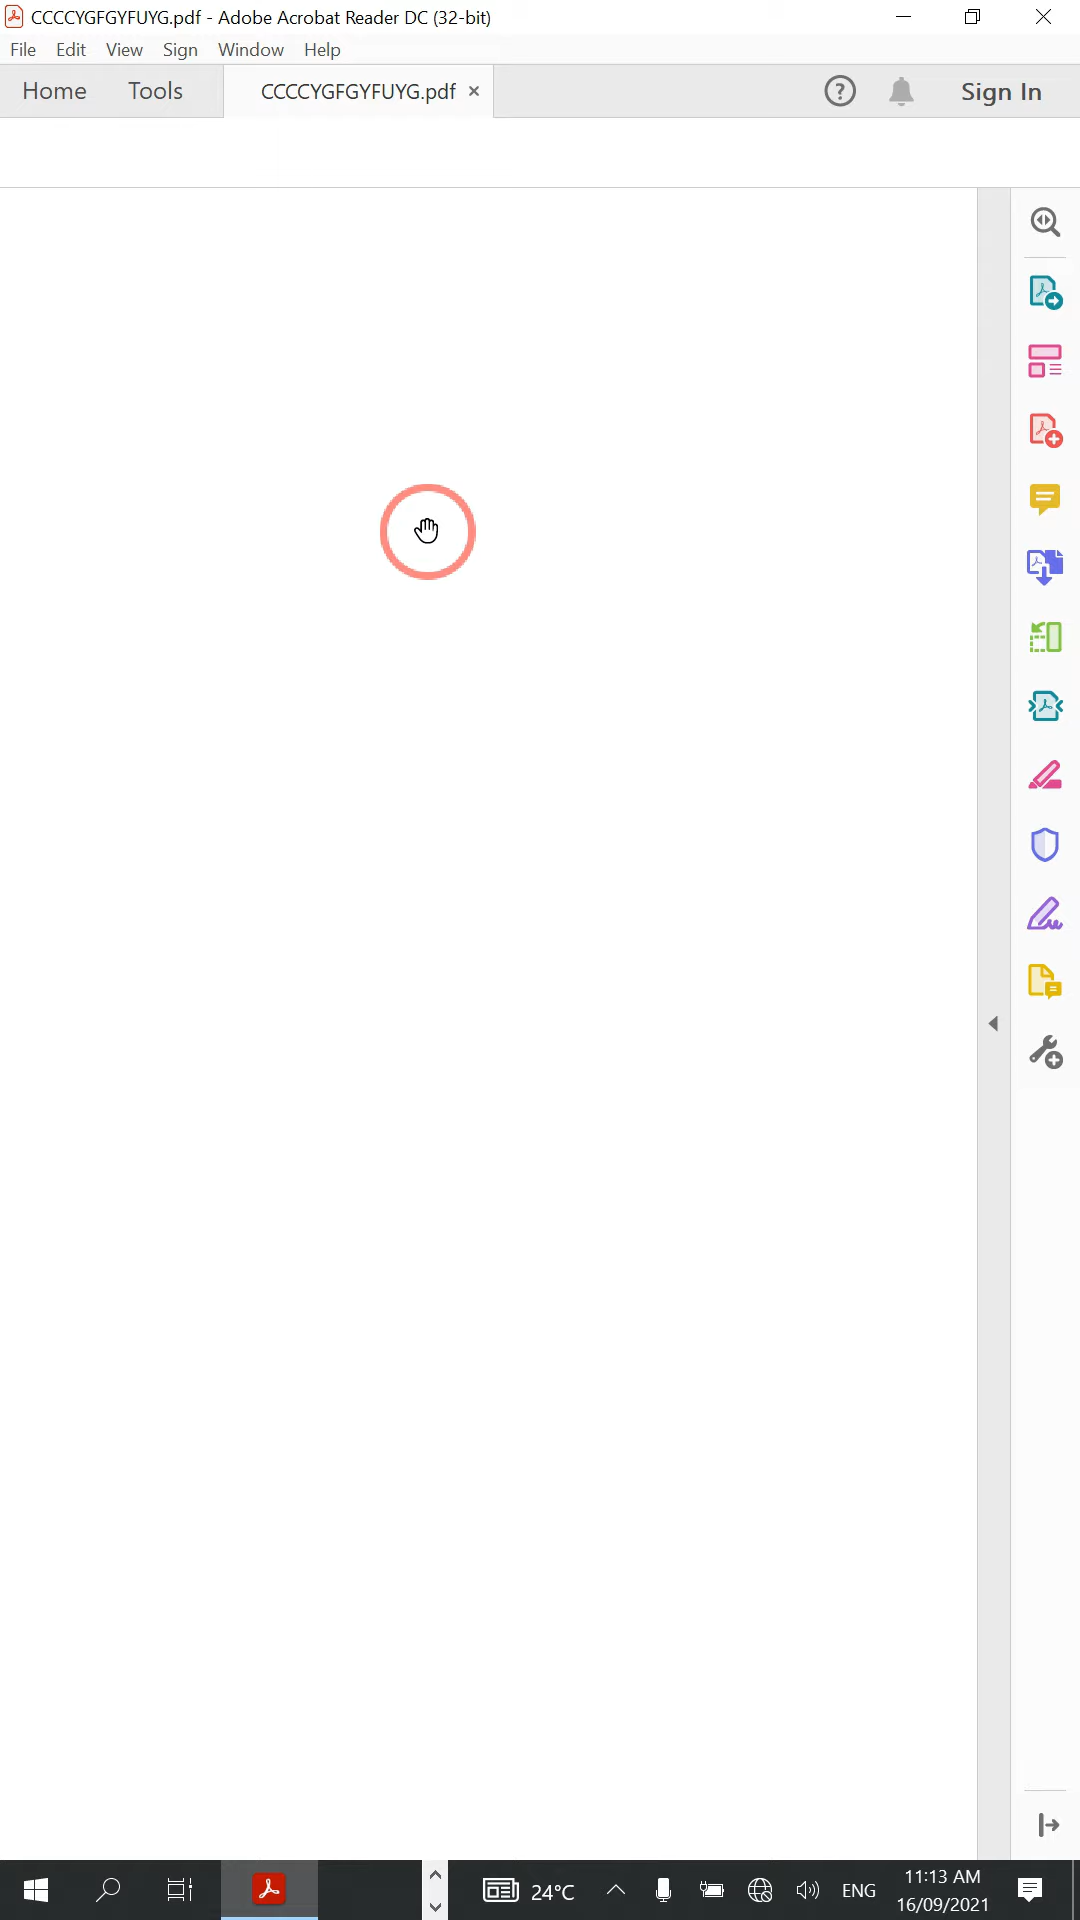 CCCCYGFGYFUYG.pdf - Adobe Acrobat Reader DC (32-bit)
File Edit View Sign Window Help
Home Tools CCCCYGFGYFUYG.pdf × ? Sign In
24°C ENG 11:13 AM
16/09/2021